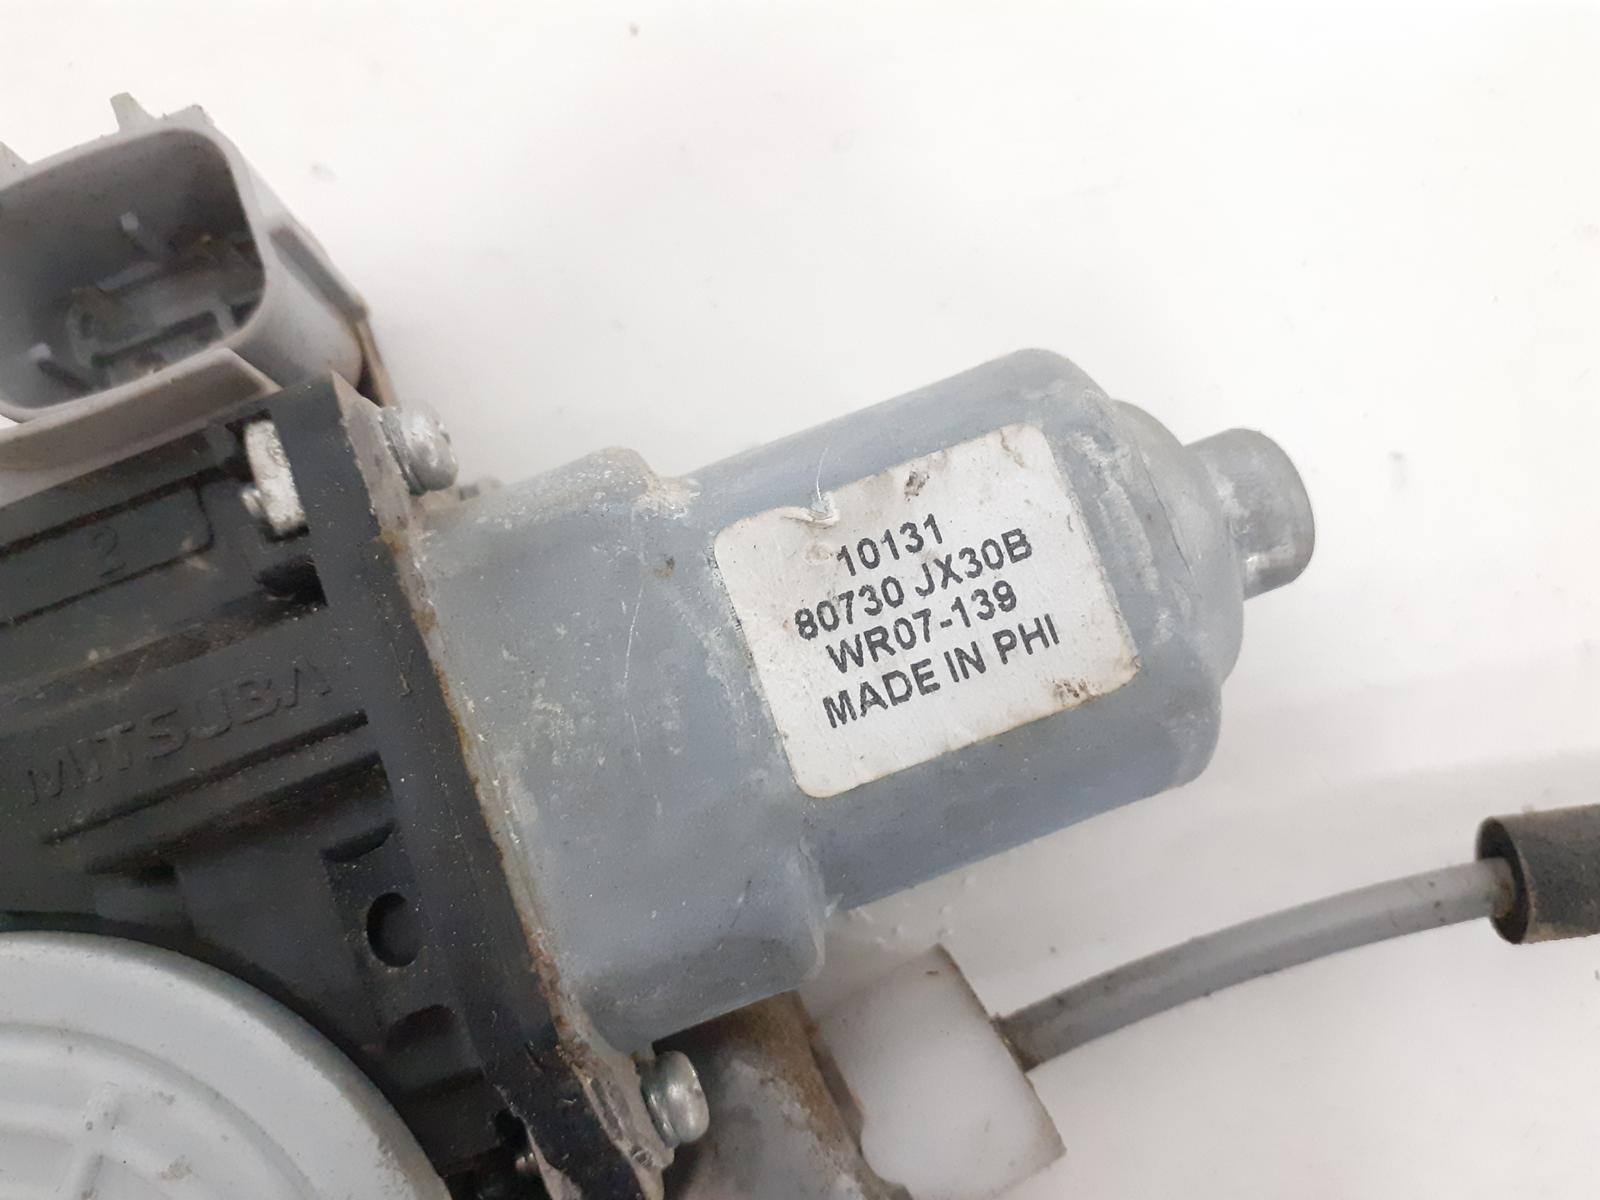 10131
80730 JX30B
WR07-139
MADE IN PHI
2
MITSUBA